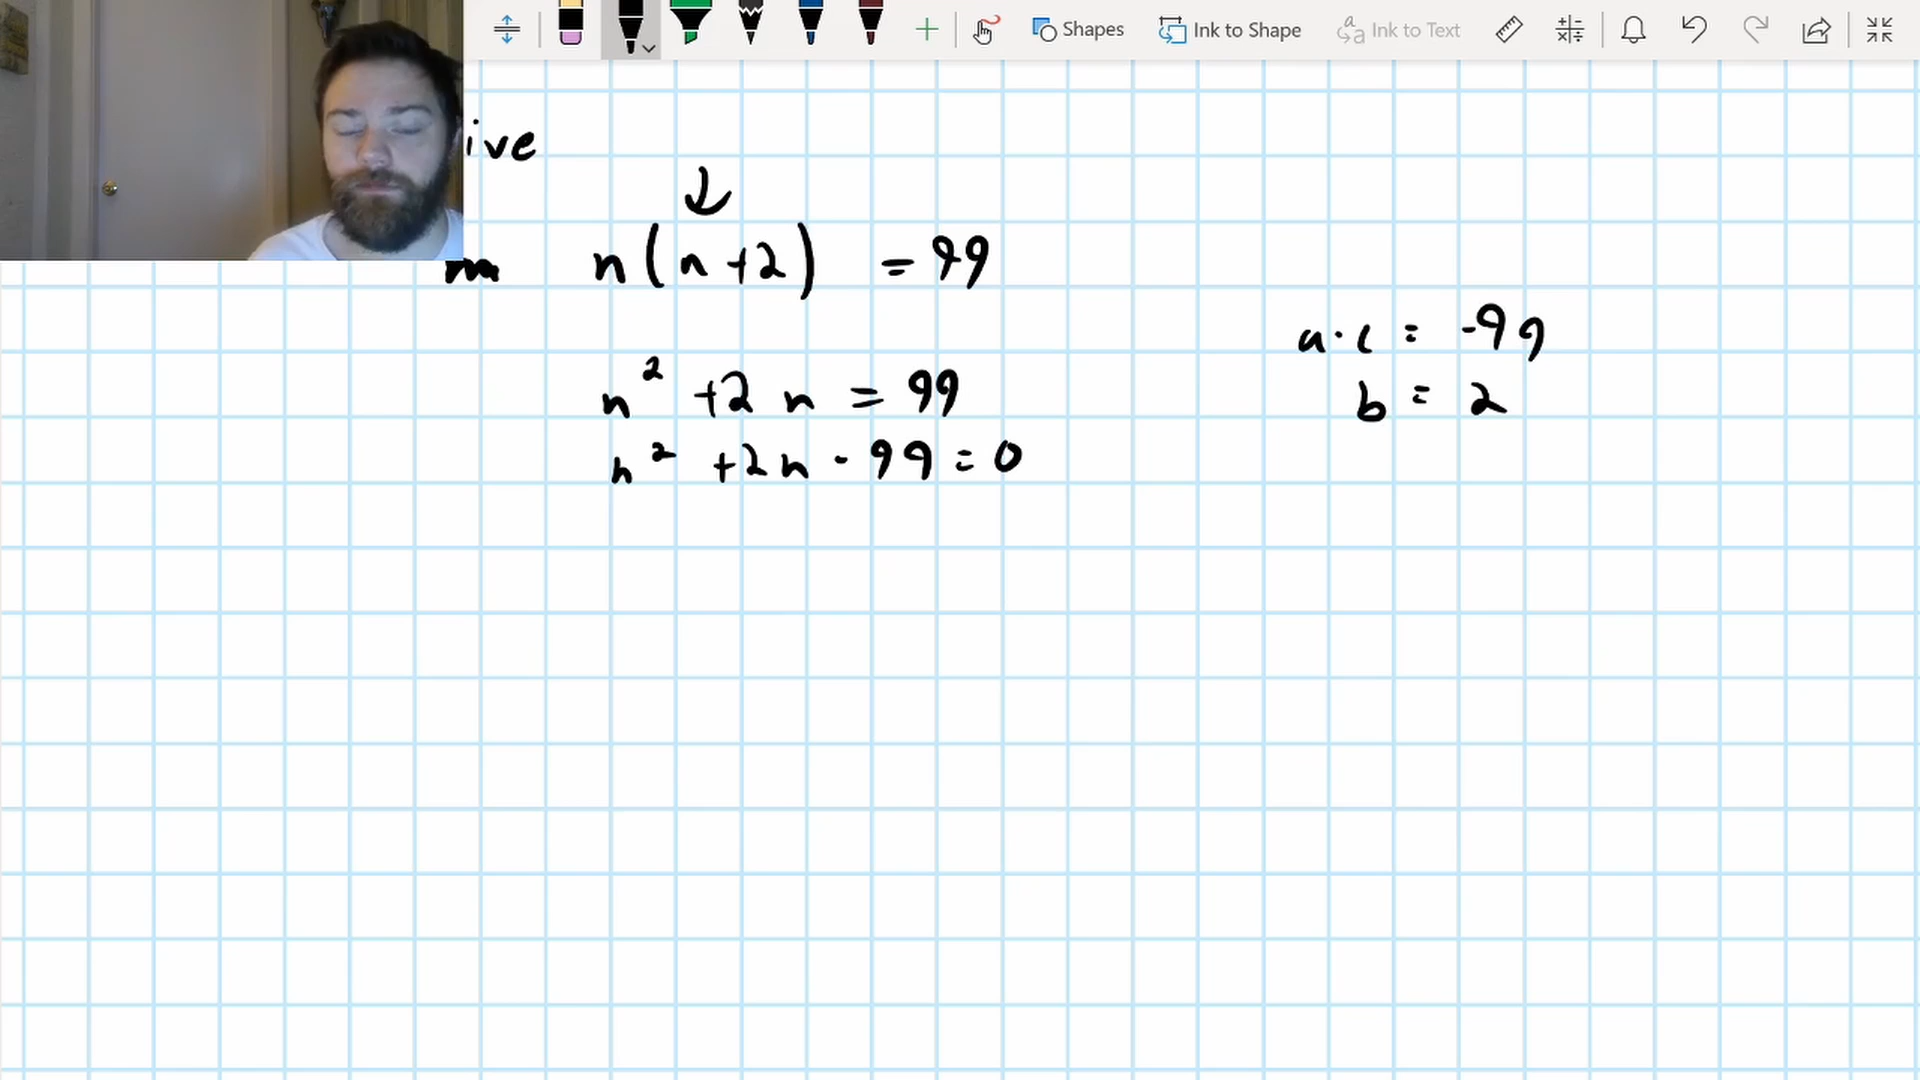 Shapes
Ink to Shape
Ink to Text
ive
n(n+2) = 99
a·c = -99
n² +2n = 99
b = 2
n² +2n - 99 = 0